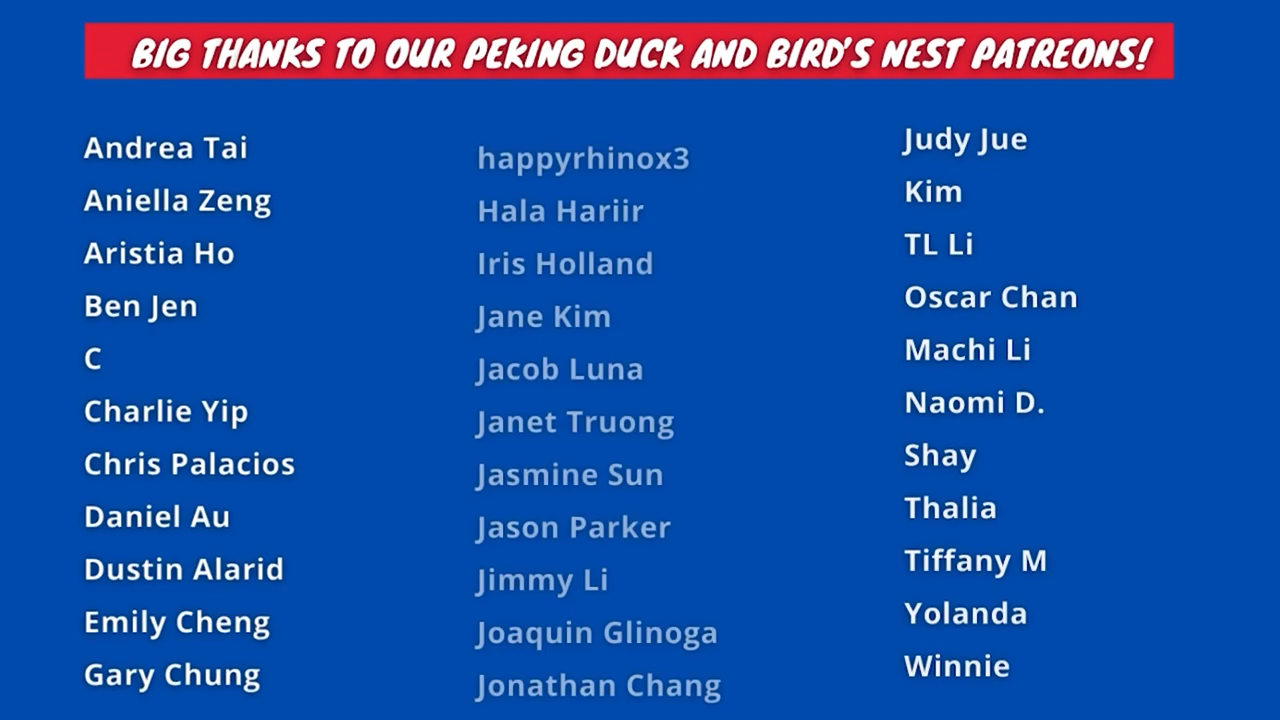 BIG THANKS TO OUR PEKING DUCK AND BIRD'S NEST PATREONS!
Andrea Tai
Aniella Zeng
Aristia Ho
Ben Jen
C
Charlie Yip
Chris Palacios
Daniel Au
Dustin Alarid
Emily Cheng
Gary Chung
happyrhinox3
Hala Hariir
Iris Holland
Jane Kim
Jacob Luna
Janet Truong
Jasmine Sun
Jason Parker
Jimmy Li
Joaquin Glinoga
Jonathan Chang
Judy Jue
Kim
TL Li
Oscar Chan
Machi Li
Naomi D.
Shay
Thalia
Tiffany M
Yolanda
Winnie